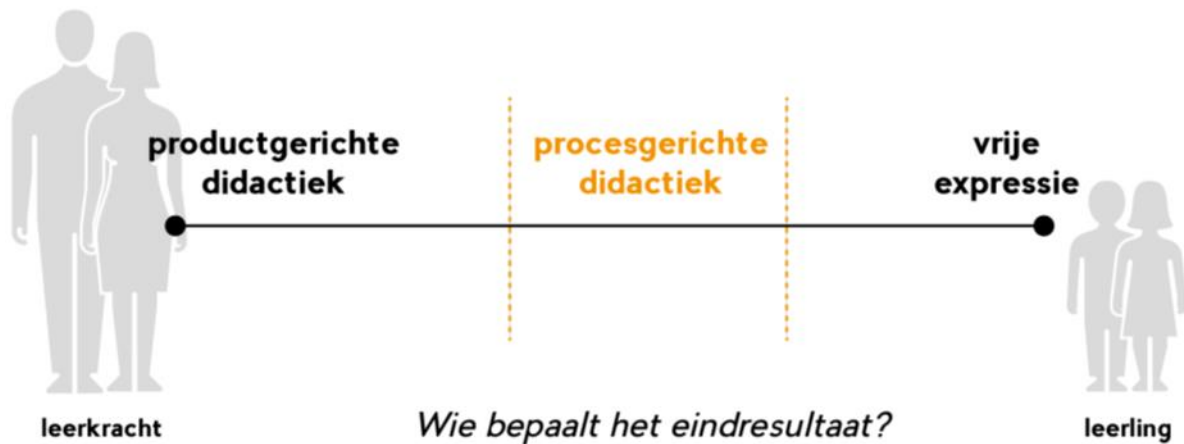 productgerichte
didactiek
procesgerichte
didactiek
vrije
expressie
leerkracht
Wie bepaalt het eindresultaat?
leerling